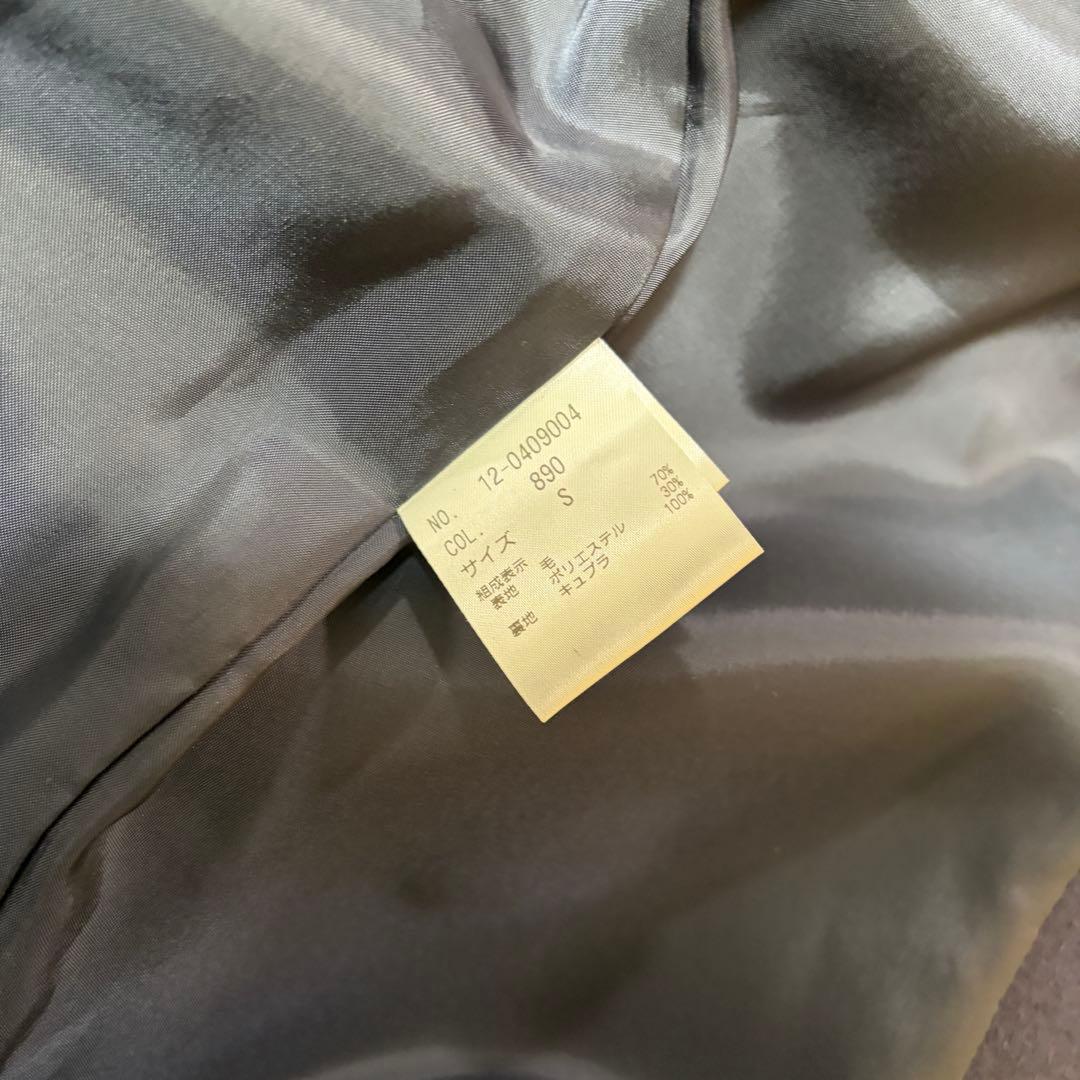 NO. 12-0409004
COL. 890
サイズ S
組成表示
表地 毛 70%
ポリエステル 30%
裏地 キュプラ 100%